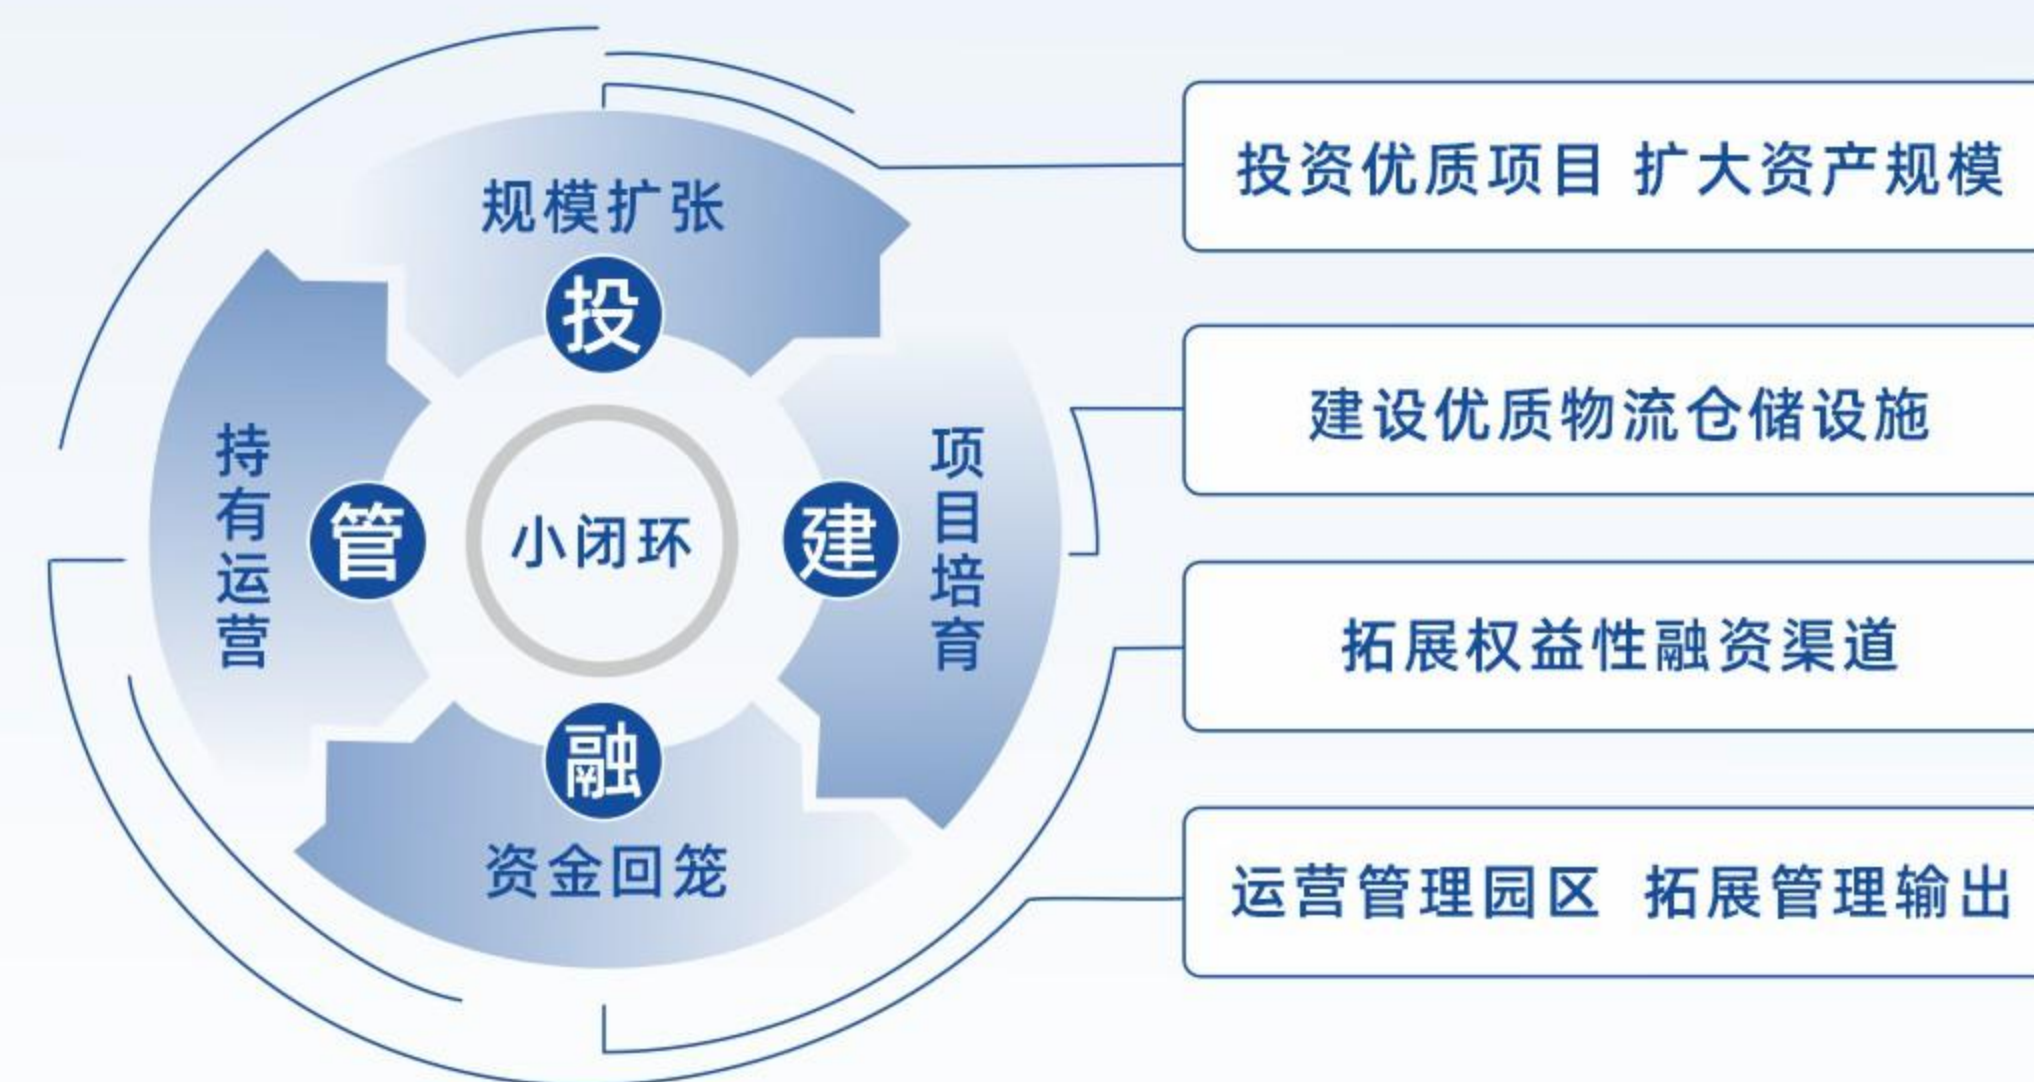 规模扩张
投
持有运营
管
小闭环
建
项目培育
融
资金回笼
投资优质项目 扩大资产规模
建设优质物流仓储设施
拓展权益性融资渠道
运营管理园区 拓展管理输出